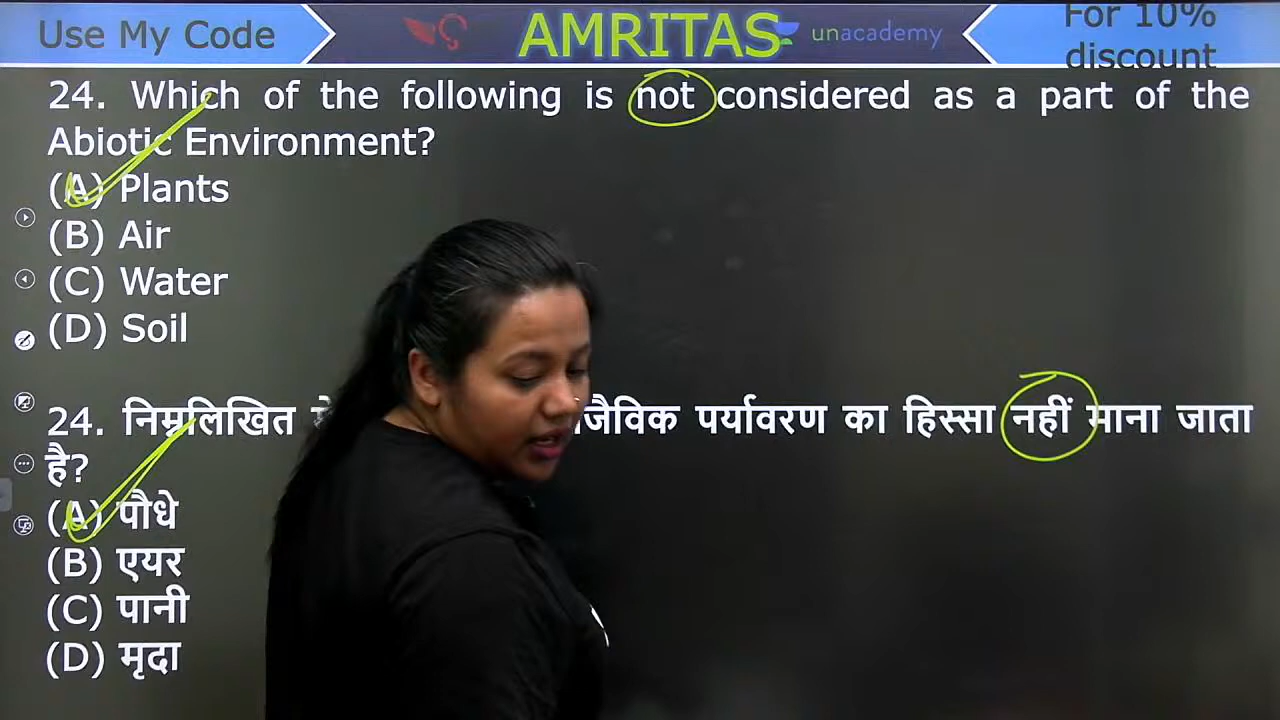 Use My Code
AMRITAS
unacademy
For 10%
discount
24. Which of the following is not considered as a part of the
Abiotic Environment?
(A) Plants
(B) Air
(C) Water
(D) Soil
24. निम्नलिखित जैविक पर्यावरण का हिस्सा नहीं माना जाता
है?
(A) पौधे
(B) एयर
(C) पानी
(D) मृदा